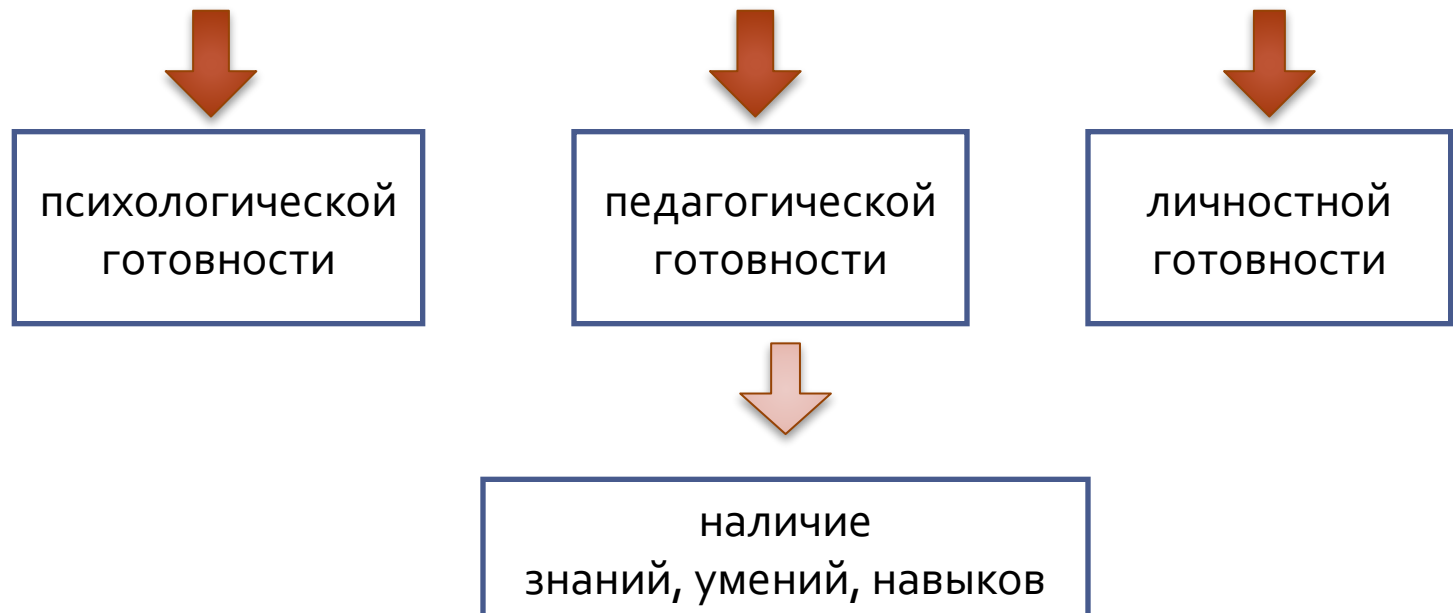 психологической
готовности
педагогической
готовности
личностной
готовности
наличие
знаний, умений, навыков